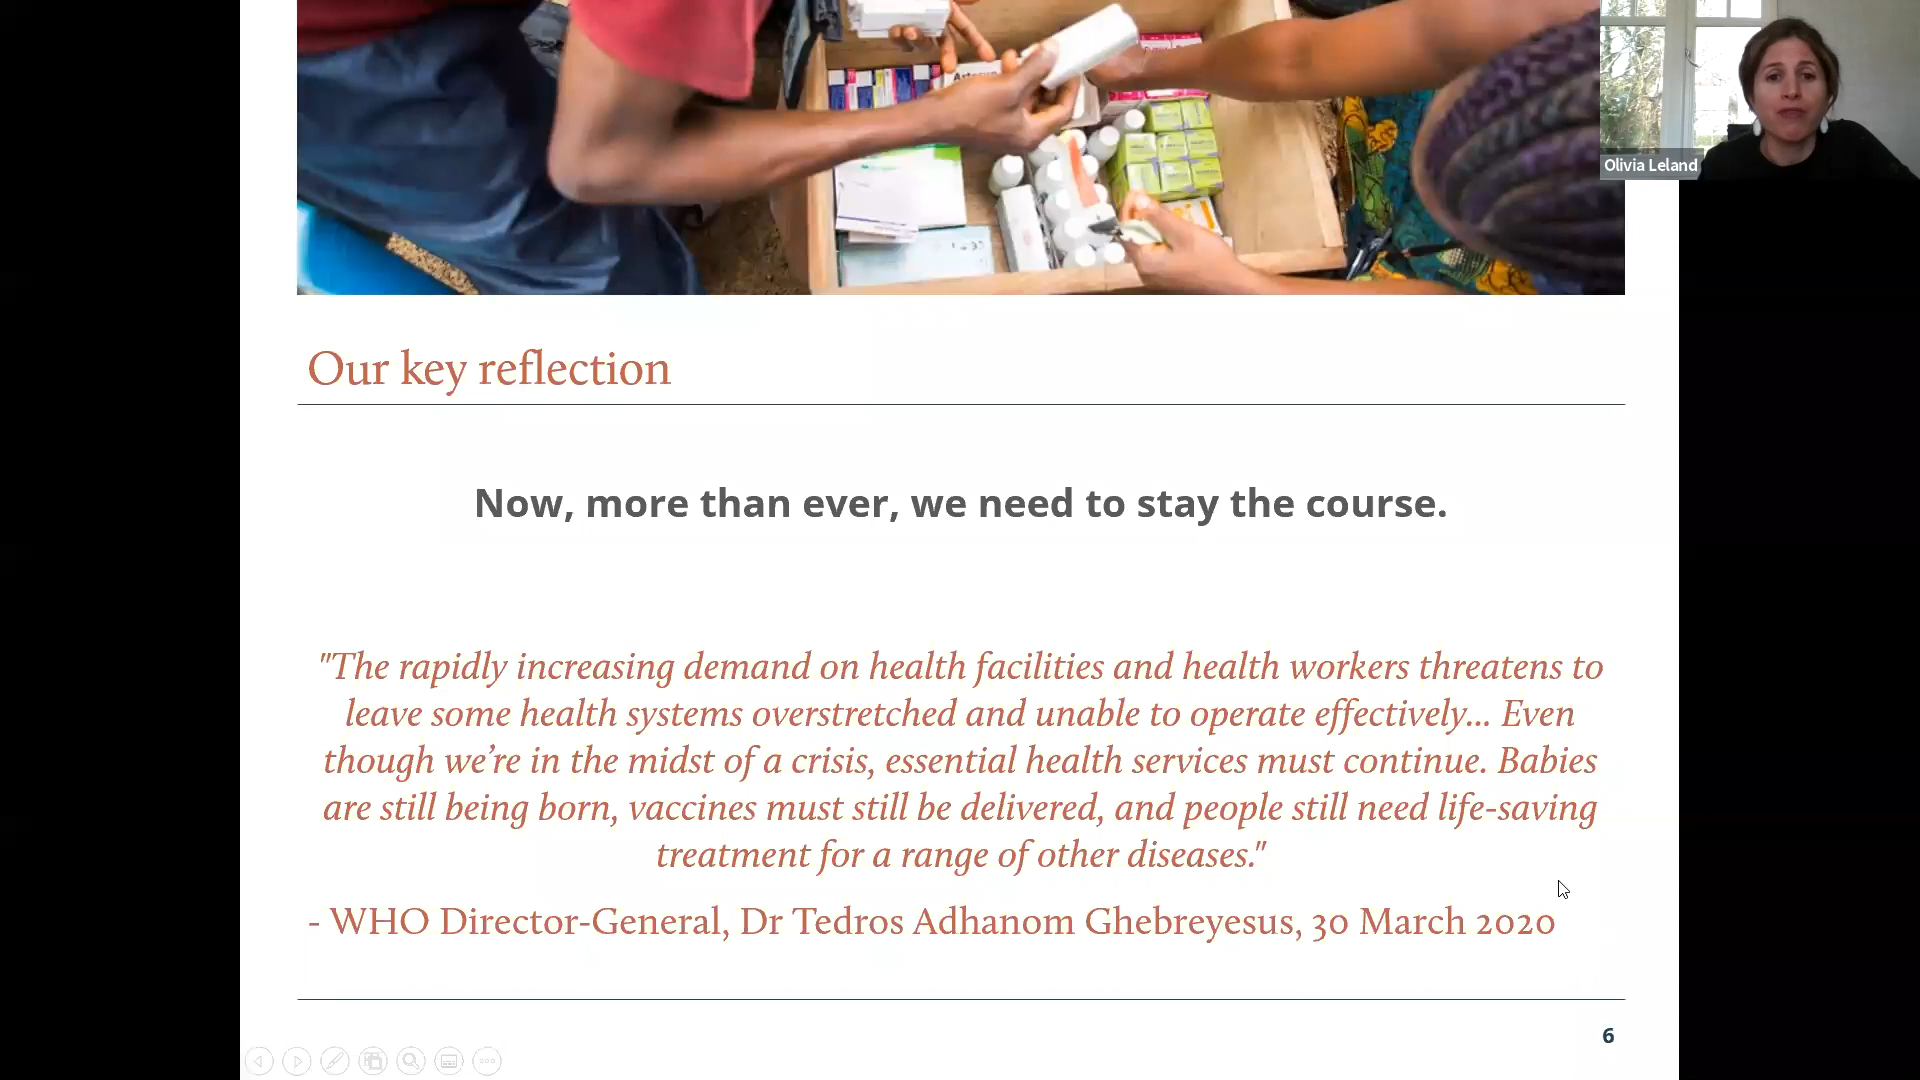 Olivia Leland
Our key reflection
Now, more than ever, we need to stay the course.
"The rapidly increasing demand on health facilities and health workers threatens to
leave some health systems overstretched and unable to operate effectively... Even
though we’re in the midst of a crisis, essential health services must continue. Babies
are still being born, vaccines must still be delivered, and people still need life-saving
treatment for a range of other diseases."
- WHO Director-General, Dr Tedros Adhanom Ghebreyesus, 30 March 2020
6